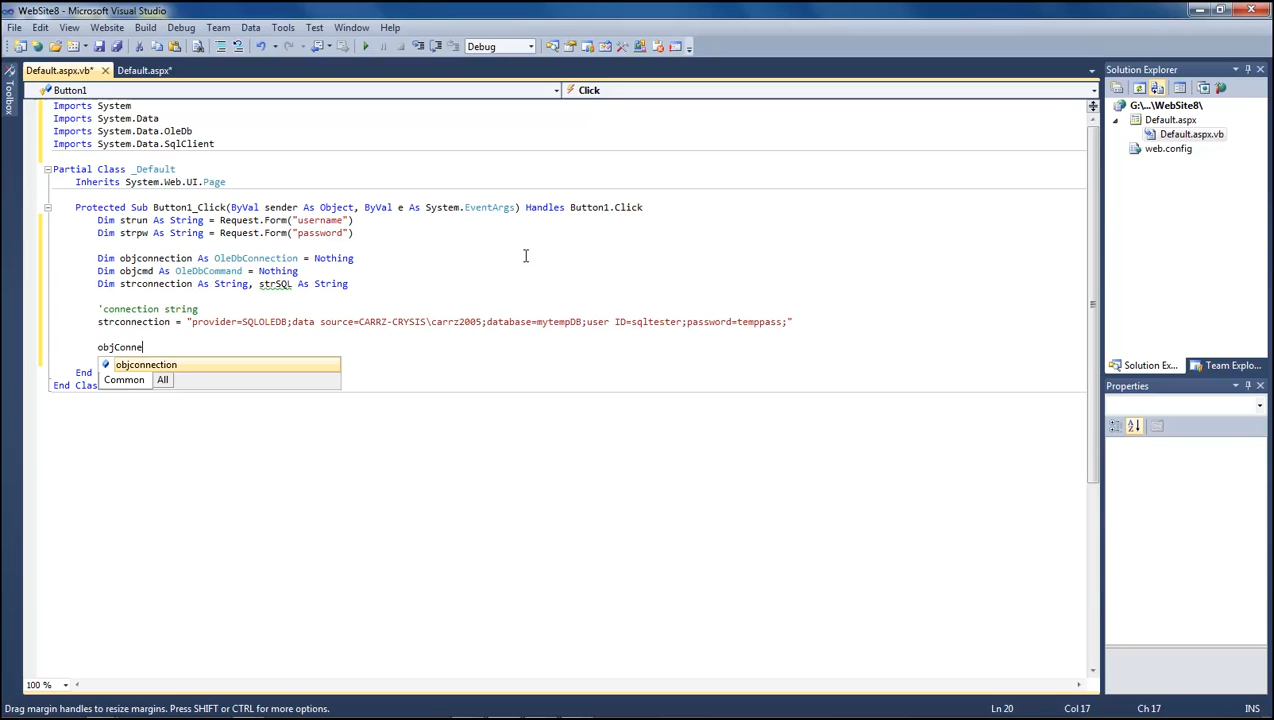 WebSite8 - Microsoft Visual Studio
File Edit View Website Build Debug Team Data Tools Test Window Help
Debug
Default.aspx.vb* Default.aspx*
Button1 Click
Imports System
Imports System.Data
Imports System.Data.OleDb
Imports System.Data.SqlClient
Partial Class _Default
Inherits System.Web.UI.Page
Protected Sub Button1_Click(ByVal sender As Object, ByVal e As System.EventArgs) Handles Button1.Click
Dim strun As String = Request.Form("username")
Dim strpw As String = Request.Form("password")
Dim objconnection As OleDbConnection = Nothing
Dim objcmd As OleDbCommand = Nothing
Dim strconnection As String, strSQL As String
'connection string
strconnection = "provider=SQLOLEDB;data source=CARRZ-CRYSIS\carrz2005;database=mytempDB;user ID=sqltester;password=temppass;"
objConne
objconnection
End
Common All
End Clas
Toolbox
Solution Explorer
G:\...\WebSite8\
Default.aspx
Default.aspx.vb
web.config
Solution Ex... Team Explo...
Properties
100 %
Drag margin handles to resize margins. Press SHIFT or CTRL for more options. Ln 20 Col 17 Ch 17 INS